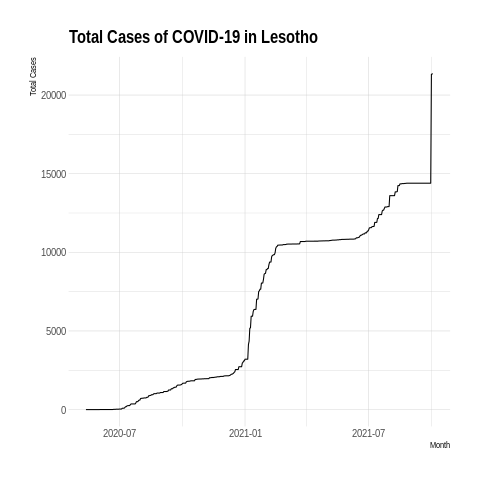 Total Cases of COVID-19 in Lesotho
Total Cases
20000
15000
10000
5000
0
2020-07 2021-01 2021-07
Month